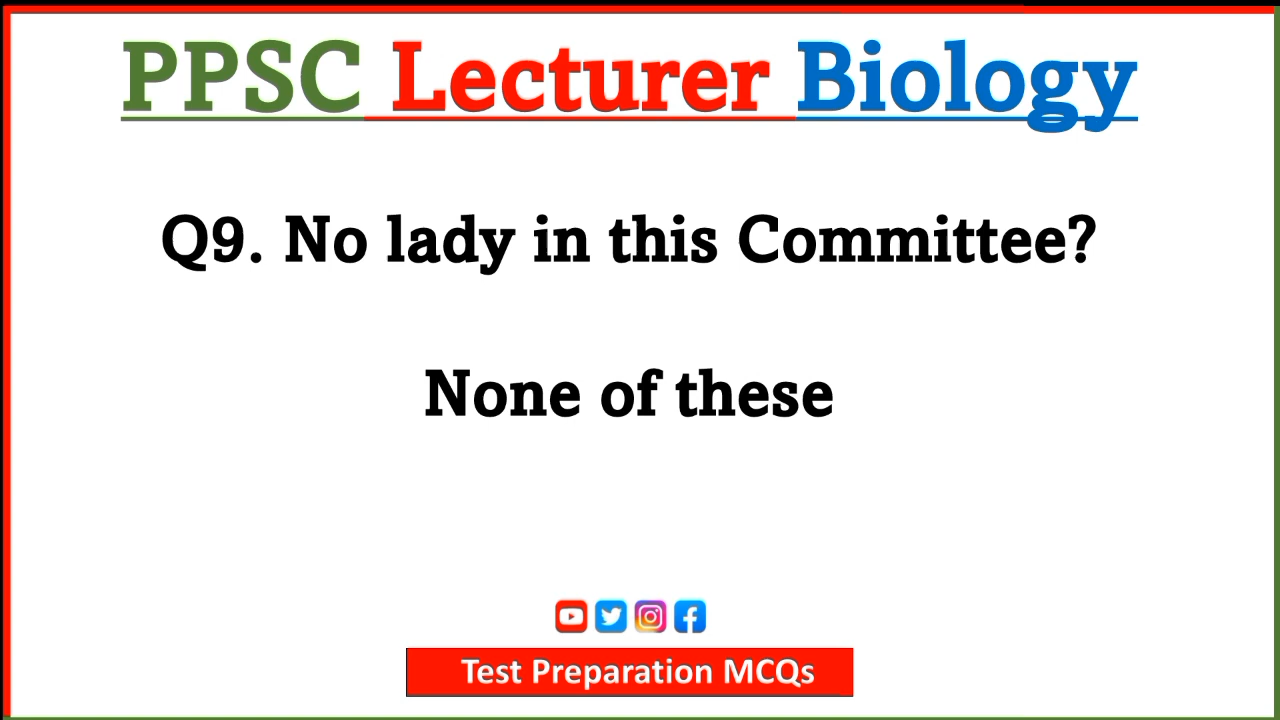 PPSC Lecturer Biology
Q9. No lady in this Committee?
None of these
Test Preparation MCQs